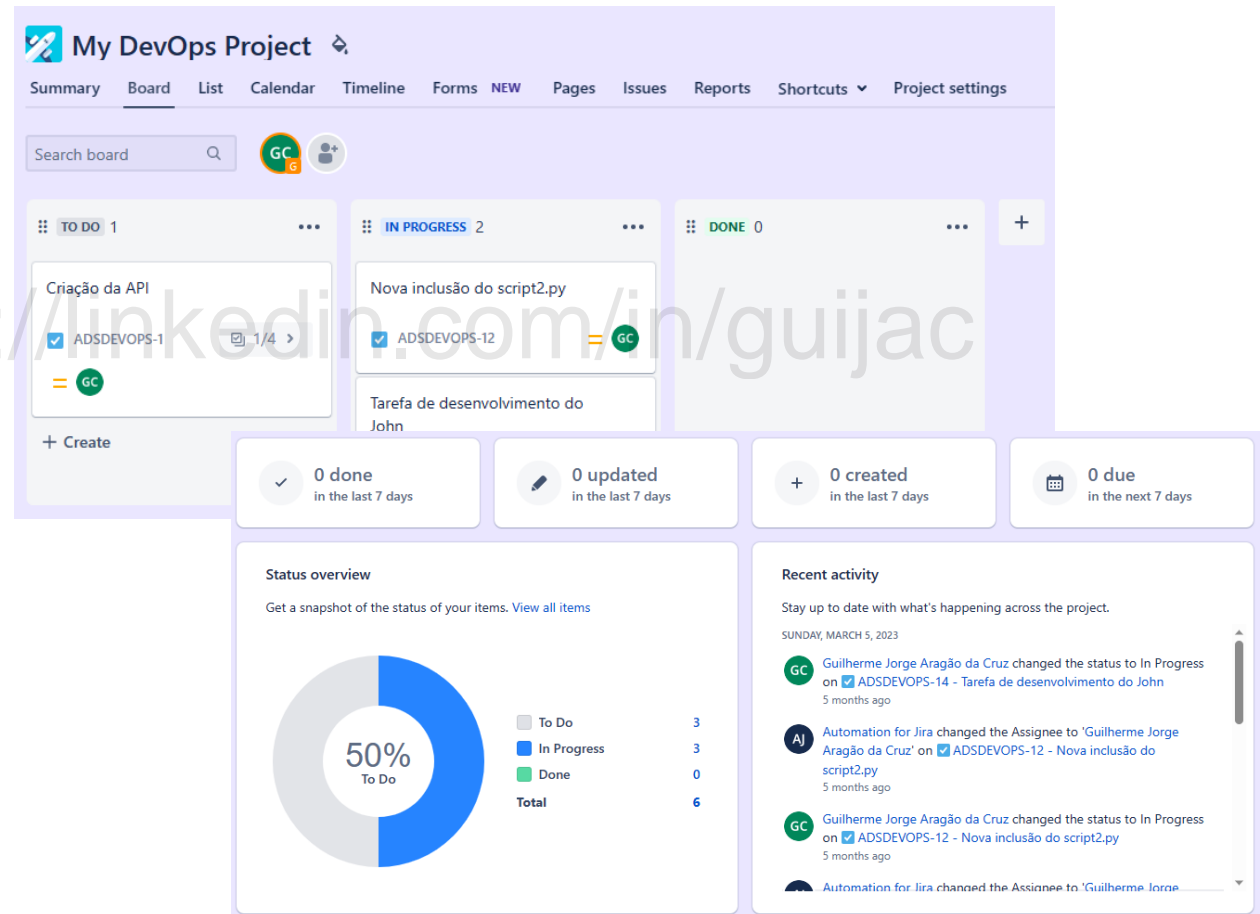 My DevOps Project
Summary Board List Calendar Timeline Forms NEW Pages Issues Reports Shortcuts Project settings
Search board
GC
G
TO DO 1
IN PROGRESS 2
DONE 0
Criação da API
ADSDEVOPS-1 1/4
GC
Nova inclusão do script2.py
ADSDEVOPS-12 GC
Tarefa de desenvolvimento do
John
+ Create
://linkedin.com/in/guijac
0 done
in the last 7 days
0 updated
in the last 7 days
0 created
in the last 7 days
0 due
in the next 7 days
Status overview
Get a snapshot of the status of your items. View all items
50%
To Do
To Do 3
In Progress 3
Done 0
Total 6
Recent activity
Stay up to date with what's happening across the project.
SUNDAY, MARCH 5, 2023
GC
Guilherme Jorge Aragão da Cruz changed the status to In Progress
on ADSDEVOPS-14 - Tarefa de desenvolvimento do John
5 months ago
AJ
Automation for Jira changed the Assignee to 'Guilherme Jorge
Aragão da Cruz' on ADSDEVOPS-12 - Nova inclusão do
script2.py
5 months ago
GC
Guilherme Jorge Aragão da Cruz changed the status to In Progress
on ADSDEVOPS-12 - Nova inclusão do script2.py
5 months ago
Automation for Jira changed the Assignee to 'Guilherme Jorge